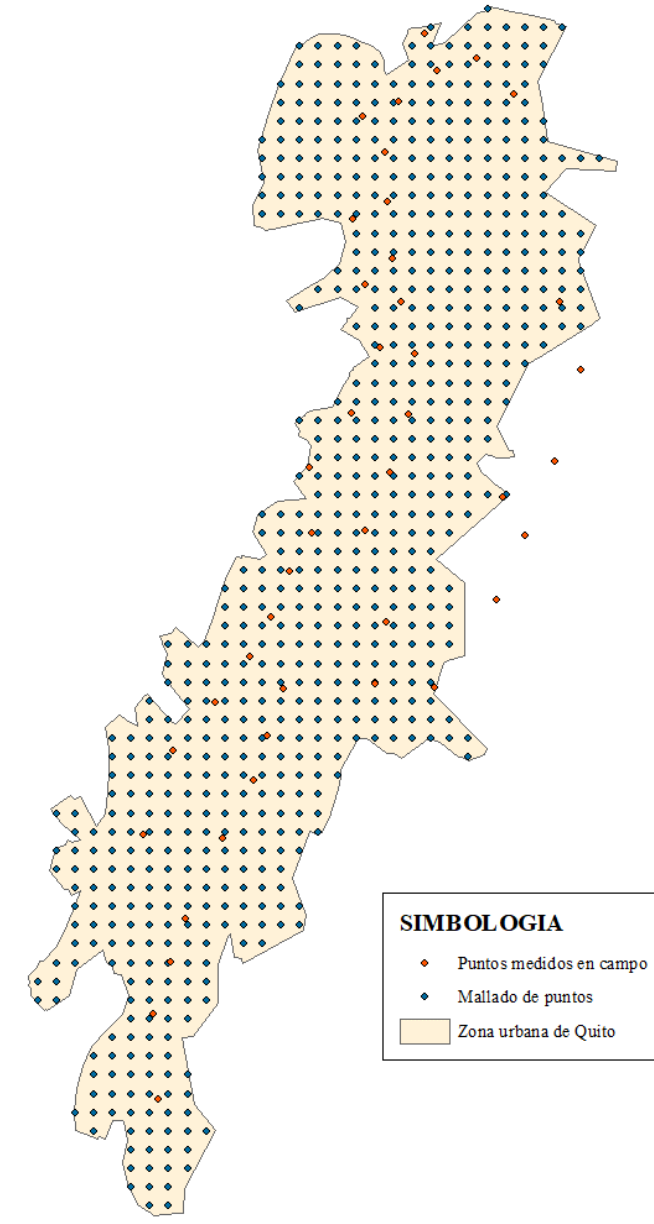 SIMBOLOGIA
Puntos medidos en campo
Mallado de puntos
Zona urbana de Quito